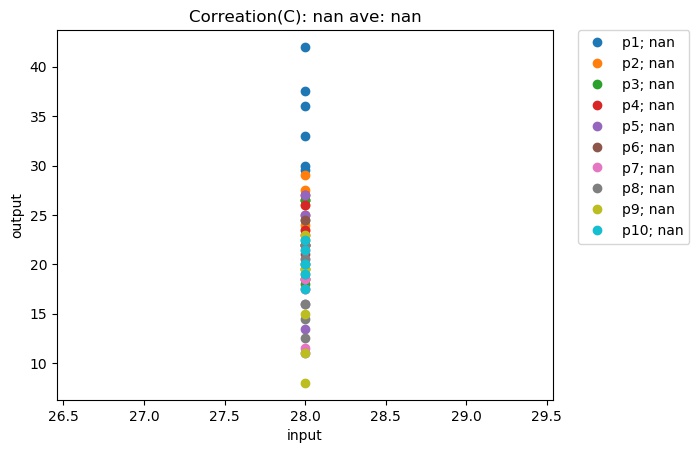 Correation(C): nan ave: nan
output
40
35
30
25
20
15
10
26.5 27.0 27.5 28.0 28.5 29.0 29.5
input
p1; nan
p2; nan
p3; nan
p4; nan
p5; nan
p6; nan
p7; nan
p8; nan
p9; nan
p10; nan